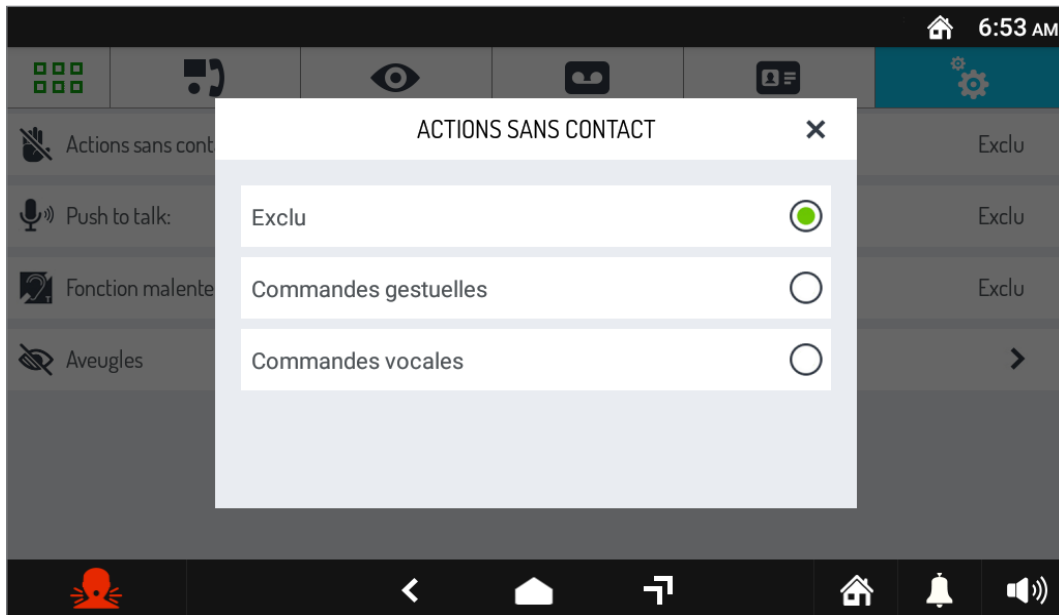 6:53 AM
ACTIONS SANS CONTACT
Actions sans cont
Exclu
Exclu
Push to talk:
Exclu
Commandes gestuelles
Fonction malente
Exclu
Commandes vocales
Aveugles